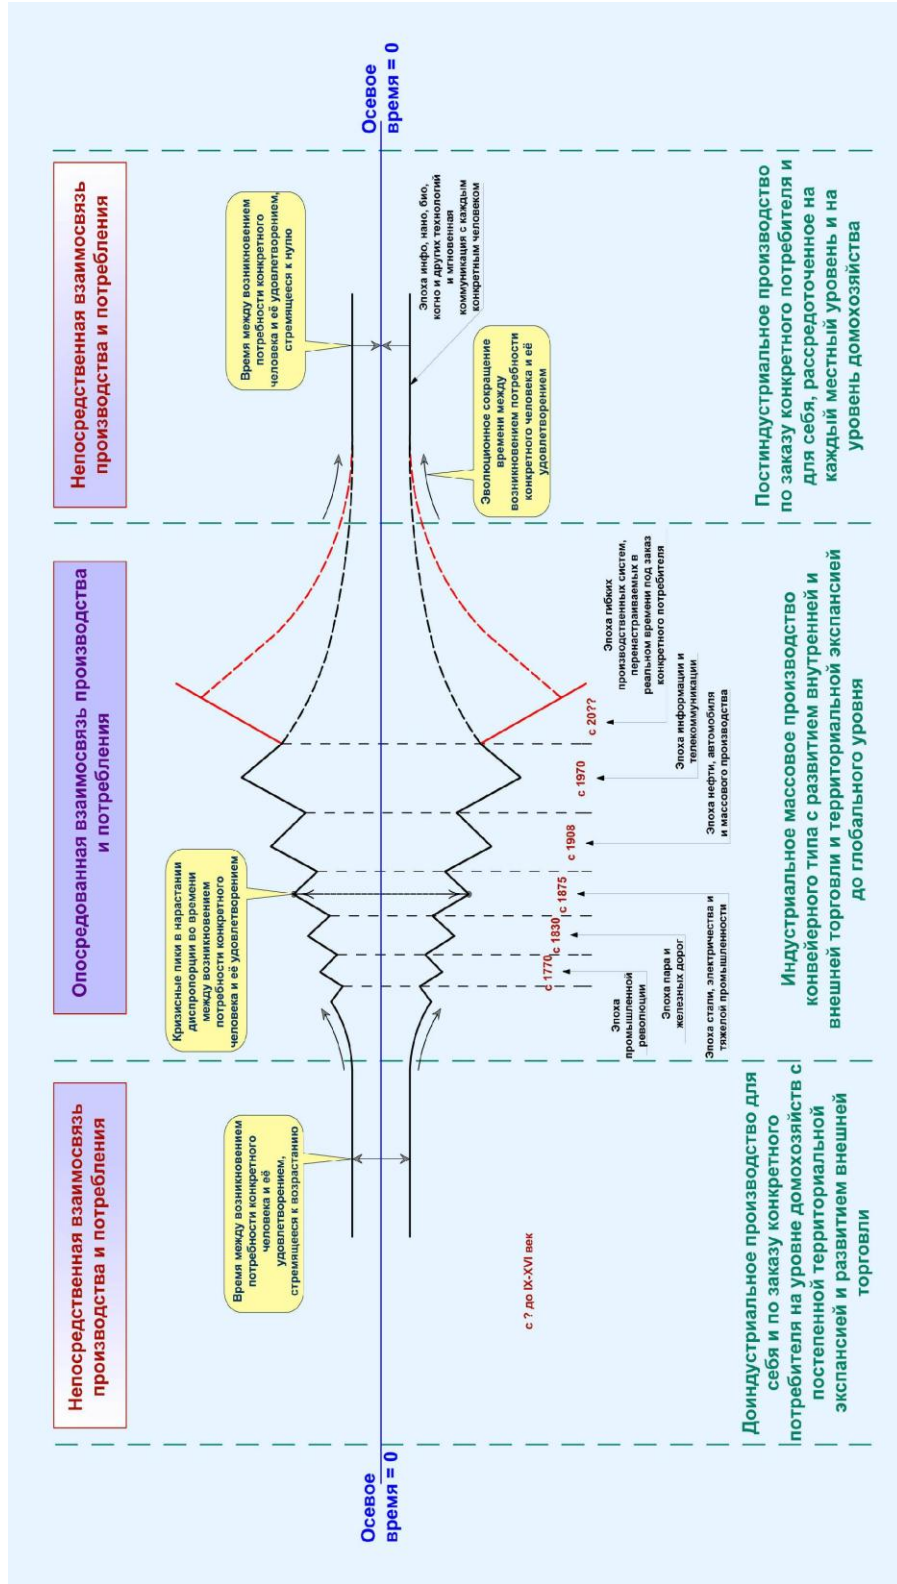 Непосредственная взаимосвязь
производства и потребления
Опосредованная взаимосвязь производства
и потребления
Непосредственная взаимосвязь
производства и потребления
Время между возникновением
потребности конкретного
человека и её
удовлетворением,
стремящееся к возрастанию
Кризисные пики в нарастании
диспропорции во времени
между возникновением
потребности конкретного
человека и её удовлетворением
Время между возникновением
потребности конкретного
человека и её удовлетворением,
стремящееся к нулю
Осевое
время = 0
Осевое
время = 0
Эпоха инфо, нано, био,
когно и других технологий
и мгновенная
коммуникация с каждым
конкретным человеком
Эволюционное сокращение
времени между
возникновением потребности
конкретного человека и её
удовлетворением
с ? до IX-XVI век
с 1770
с 1830
с 1875
с 1908
с 1970
с 20??
Эпоха
промышленной
революции
Эпоха пара и
железных дорог
Эпоха стали, электричества и
тяжелой промышленности
Эпоха нефти, автомобиля
и массового производства
Эпоха информации и
телекоммуникации
Эпоха гибких
производственных систем,
перенастраиваемых в
реальном времени под заказ
конкретного потребителя
Доиндустриальное производство для
себя и по заказу конкретного
потребителя на уровне домохозяйств с
постепенной территориальной
экспансией и развитием внешней
торговли
Индустриальное массовое производство
конвейерного типа с развитием внутренней и
внешней торговли и территориальной экспансией
до глобального уровня
Постиндустриальное производство
по заказу конкретного потребителя и
для себя, рассредоточенное на
каждый местный уровень и на
уровень домохозяйства